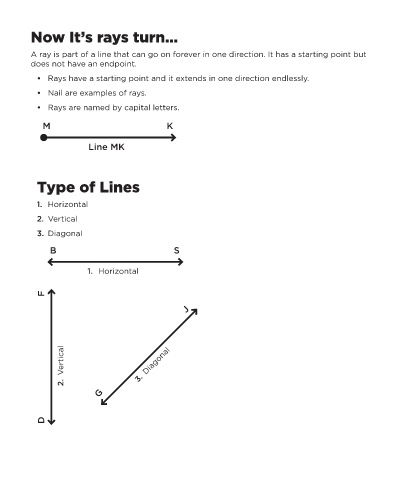 Now It's rays turn...
A ray is part of a line that can go on forever in one direction. It has a starting point but
does not have an endpoint.
• Rays have a starting point and it extends in one direction endlessly.
• Nail are examples of rays.
• Rays are named by capital letters.
M K
Line MK
Type of Lines
1. Horizontal
2. Vertical
3. Diagonal
B S
1. Horizontal
F
2. Vertical
D
J
3. Diagonal
G